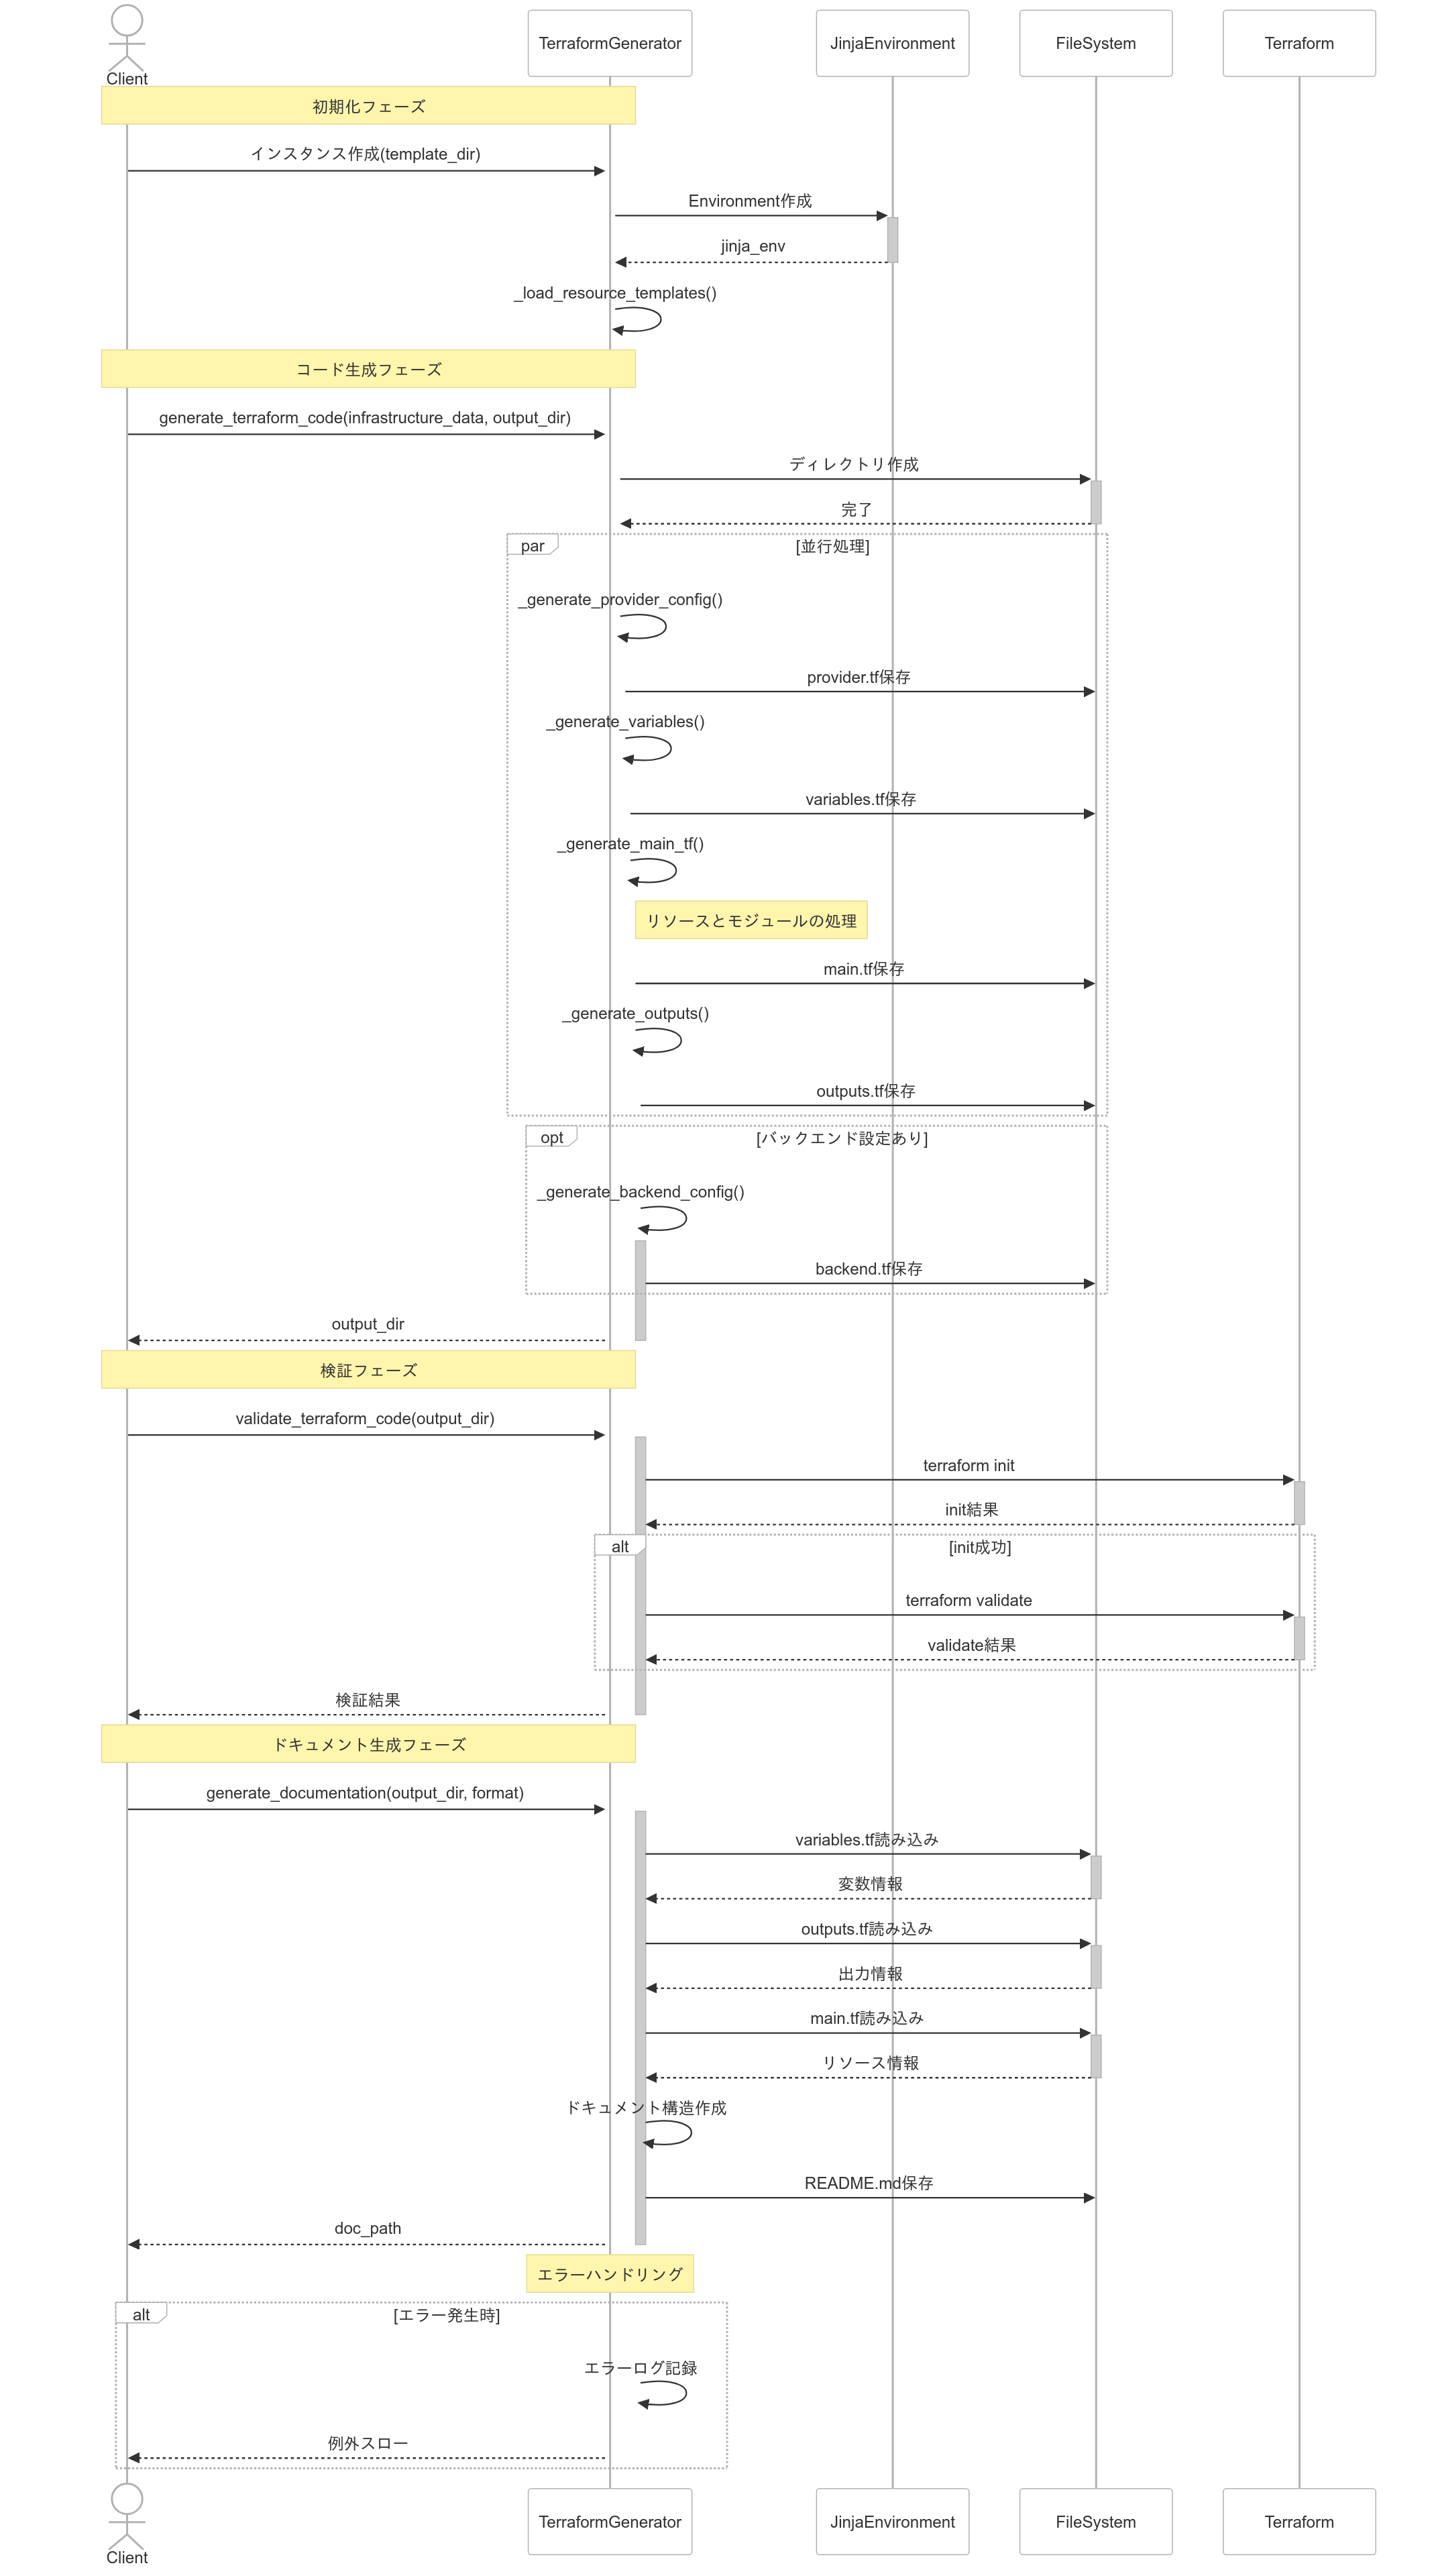 Client
TerraformGenerator
JinjaEnvironment
FileSystem
Terraform
初期化フェーズ
インスタンス作成(template_dir)
Environment作成
jinja_env
_load_resource_templates()
コード生成フェーズ
generate_terraform_code(infrastructure_data, output_dir)
ディレクトリ作成
完了
par
[並行処理]
_generate_provider_config()
provider.tf保存
_generate_variables()
variables.tf保存
_generate_main_tf()
リソースとモジュールの処理
main.tf保存
_generate_outputs()
outputs.tf保存
opt
[バックエンド設定あり]
_generate_backend_config()
backend.tf保存
output_dir
検証フェーズ
validate_terraform_code(output_dir)
terraform init
init結果
alt
[init成功]
terraform validate
validate結果
検証結果
ドキュメント生成フェーズ
generate_documentation(output_dir, format)
variables.tf読み込み
変数情報
outputs.tf読み込み
出力情報
main.tf読み込み
リソース情報
ドキュメント構造作成
README.md保存
doc_path
エラーハンドリング
alt
[エラー発生時]
エラーログ記録
例外スロー
Client
TerraformGenerator
JinjaEnvironment
FileSystem
Terraform